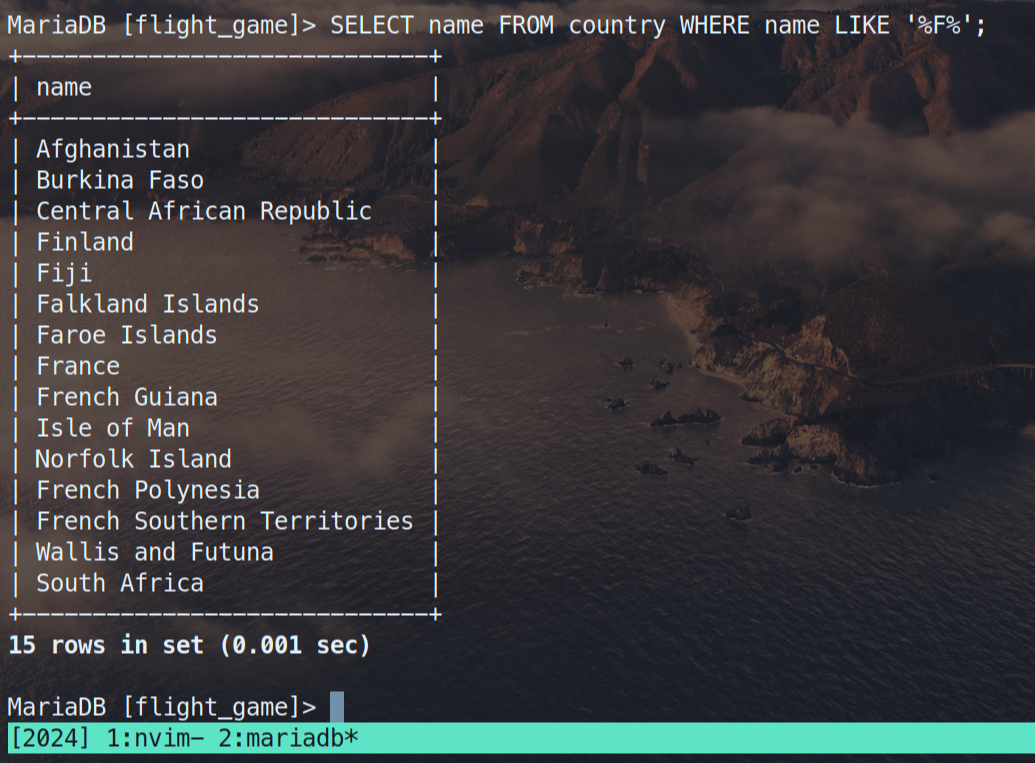 MariaDB [flight_game]> SELECT name FROM country WHERE name LIKE '%F%';
+-----------------------------+
| name                        |
+-----------------------------+
| Afghanistan                 |
| Burkina Faso                |
| Central African Republic    |
| Finland                     |
| Fiji                        |
| Falkland Islands            |
| Faroe Islands               |
| France                      |
| French Guiana               |
| Isle of Man                 |
| Norfolk Island              |
| French Polynesia            |
| French Southern Territories |
| Wallis and Futuna           |
| South Africa                |
+-----------------------------+
15 rows in set (0.001 sec)
MariaDB [flight_game]>
[2024] 1:nvim- 2:mariadb*